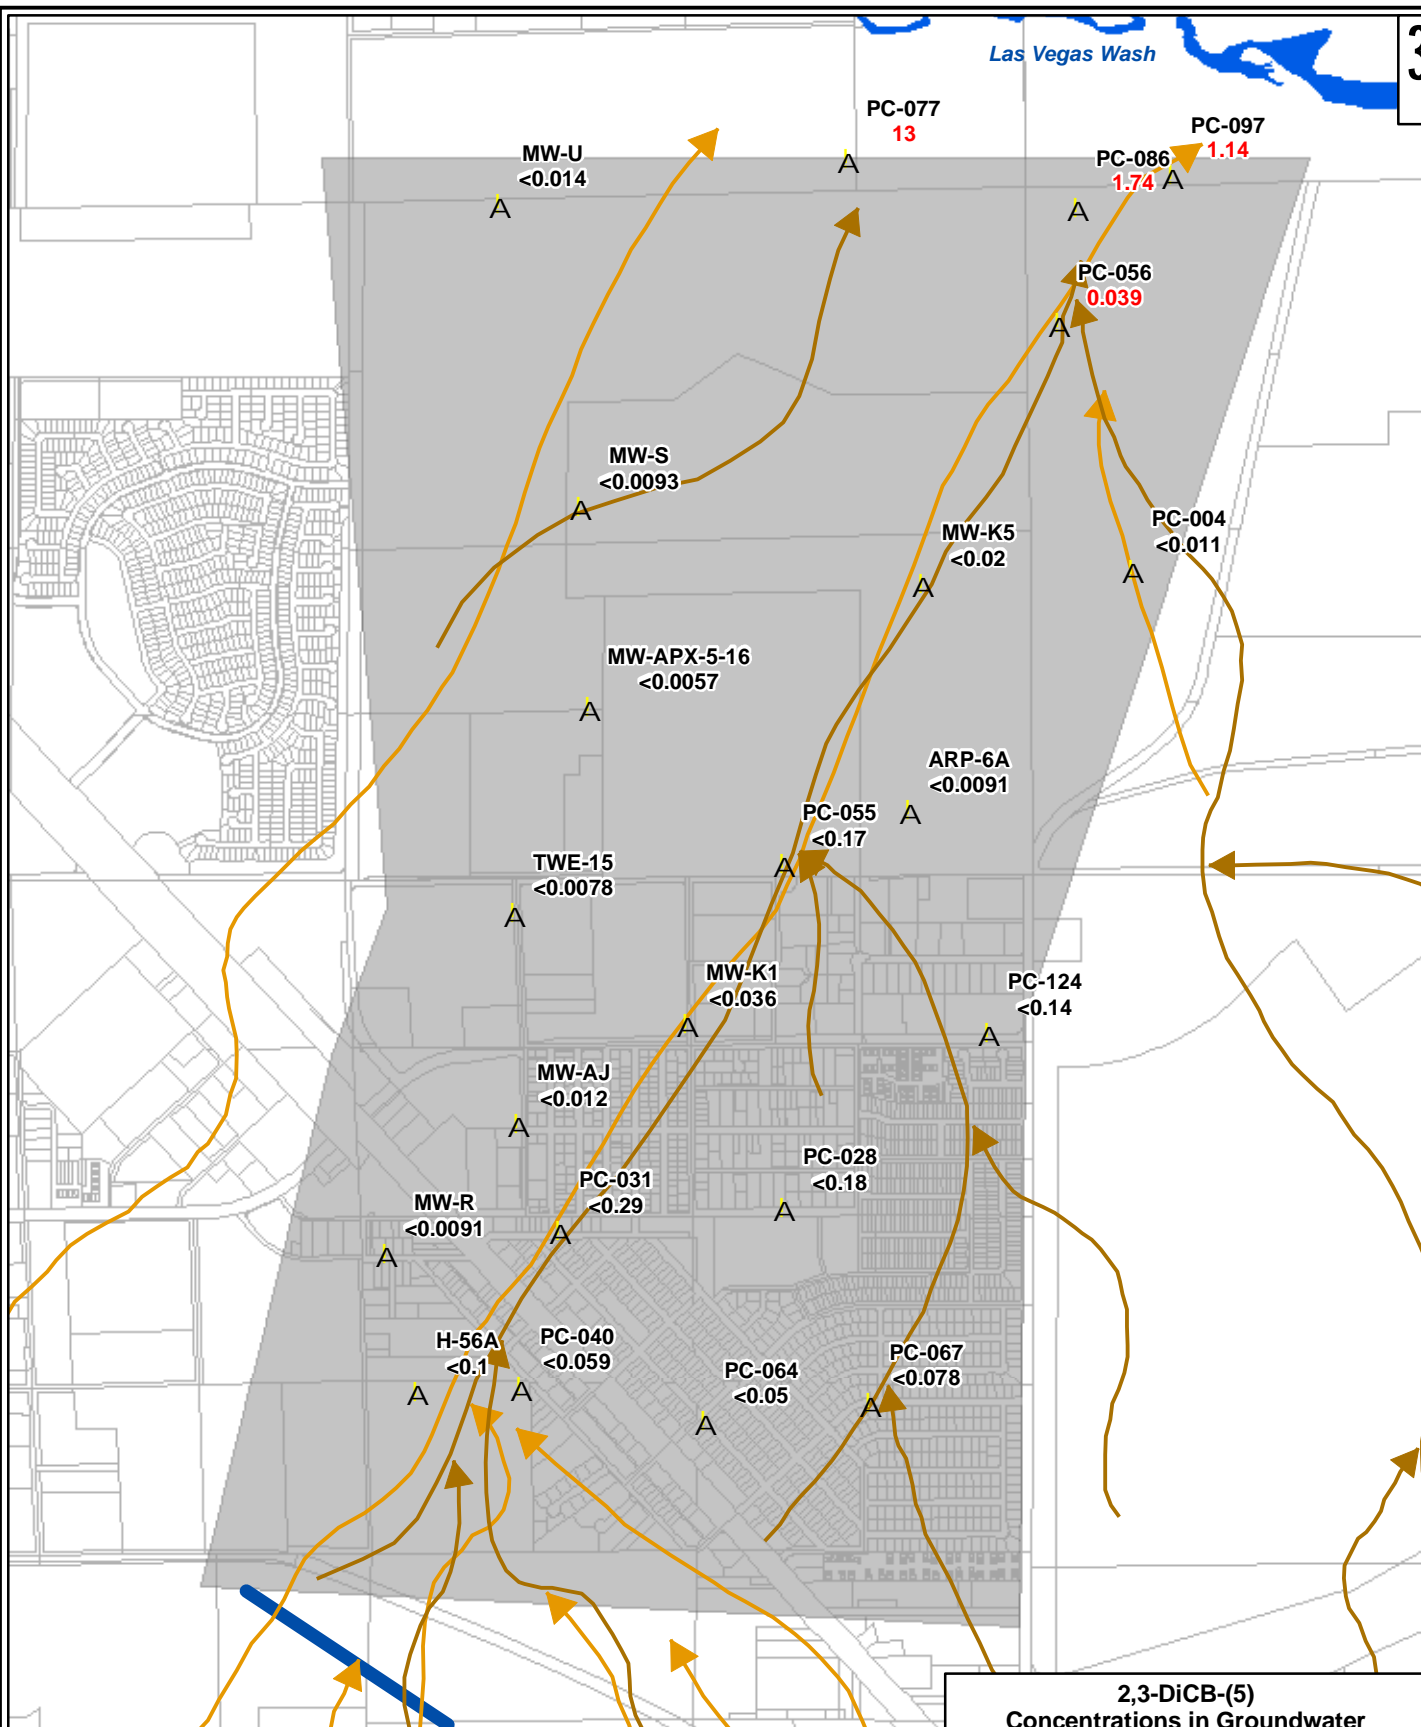 3
Las Vegas Wash
PC-077
13
PC-097
1.14
MW-U
<0.014
PC-086
1.74
PC-056
0.039
MW-S
<0.0093
PC-004
<0.011
MW-K5
<0.02
MW-APX-5-16
<0.0057
ARP-6A
<0.0091
PC-055
<0.17
TWE-15
<0.0078
MW-K1
<0.036
PC-124
<0.14
MW-AJ
<0.012
PC-028
<0.18
PC-031
<0.29
MW-R
<0.0091
H-56A
<0.1
PC-040
<0.059
PC-064
<0.05
PC-067
<0.078
2,3-DiCB-(5)
Concentrations in Groundwater